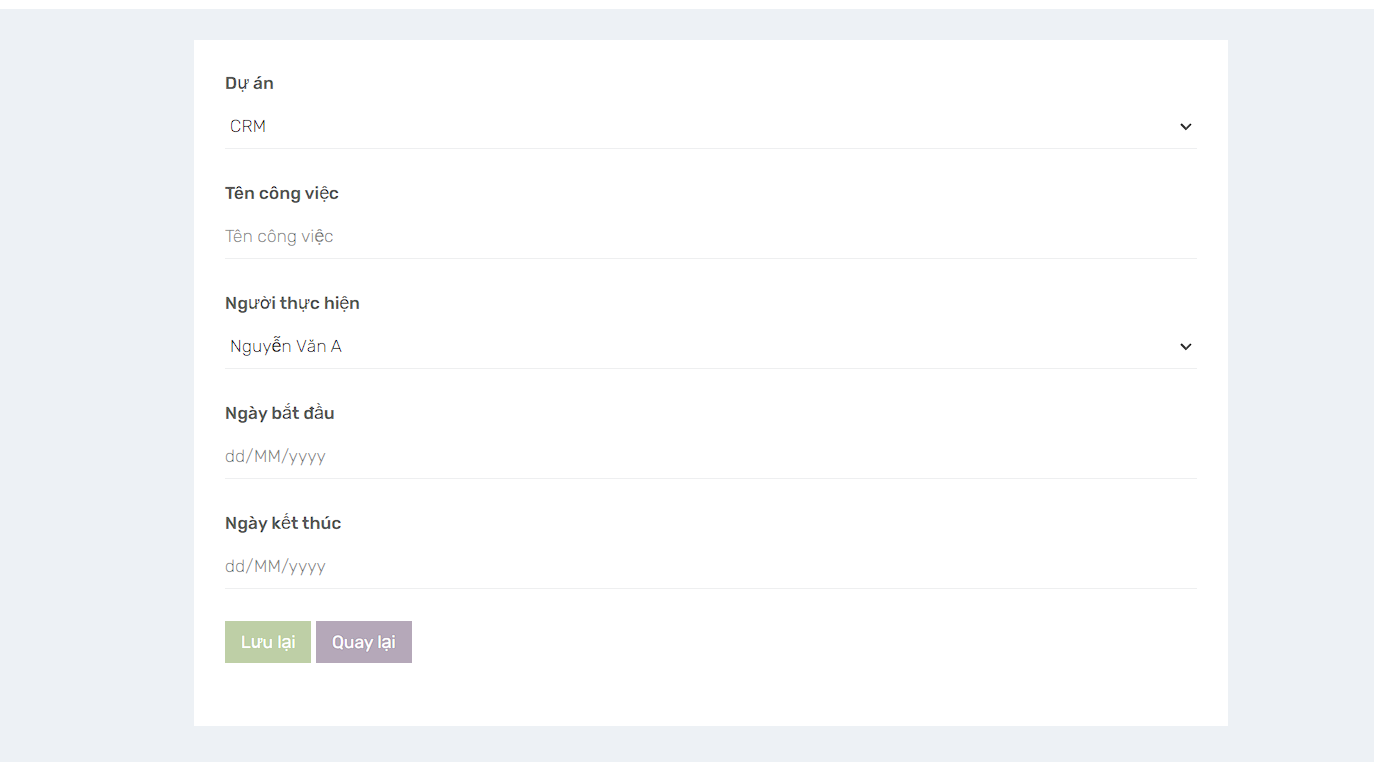 Dự án
CRM
Tên công việc
Tên công việc
Người thực hiện
Nguyễn Văn A
Ngày bắt đầu
dd/MM/yyyy
Ngày kết thúc
dd/MM/yyyy
Lưu lại Quay lại